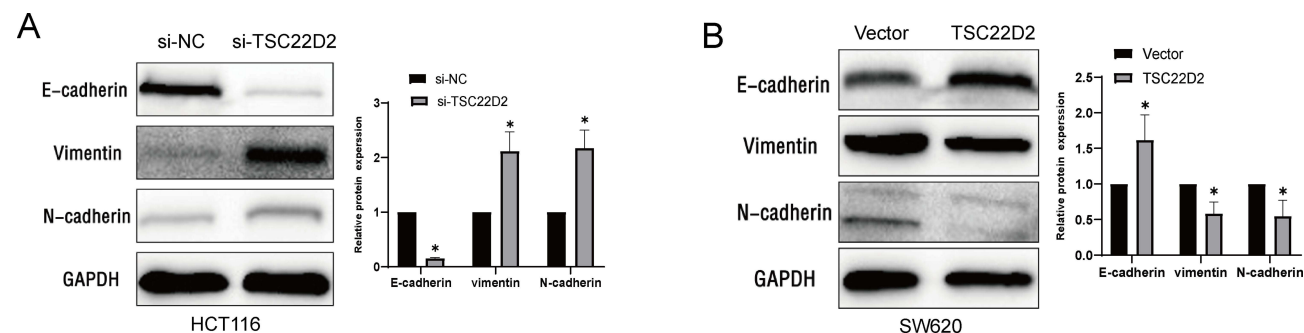 A
si-NC si-TSC22D2
E-cadherin
Vimentin
N-cadherin
GAPDH
HCT116
si-NC
si-TSC22D2
Relative protein experssion
3
2
1
0
* * *
E-cadherin vimentin N-cadherin
B
Vector TSC22D2
E-cadherin
Vimentin
N-cadherin
GAPDH
SW620
Vector
TSC22D2
Relative protein experssion
2.5
2.0
1.5
1.0
0.5
0.0
* * *
E-cadherin vimentin N-cadherin